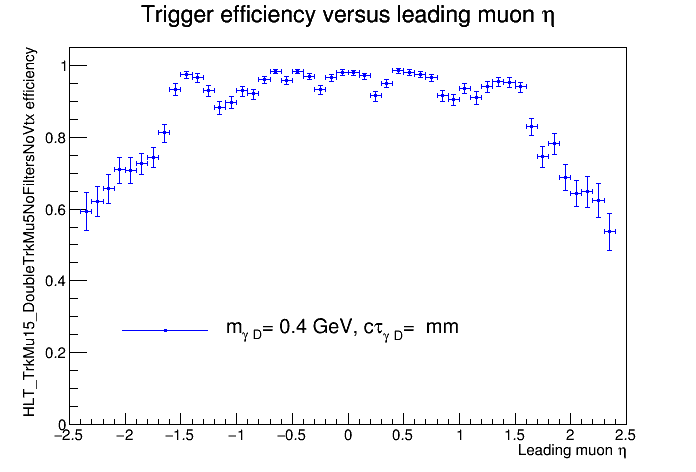 Trigger efficiency versus leading muon η
HLT_TrkMu15_DoubleTrkMu5NoFiltersNoVtx efficiency
1
0.8
0.6
0.4
0.2
0
m_γ D= 0.4 GeV, cτ_γ D= mm
−2.5 −2 −1.5 −1 −0.5 0 0.5 1 1.5 2 2.5
Leading muon η